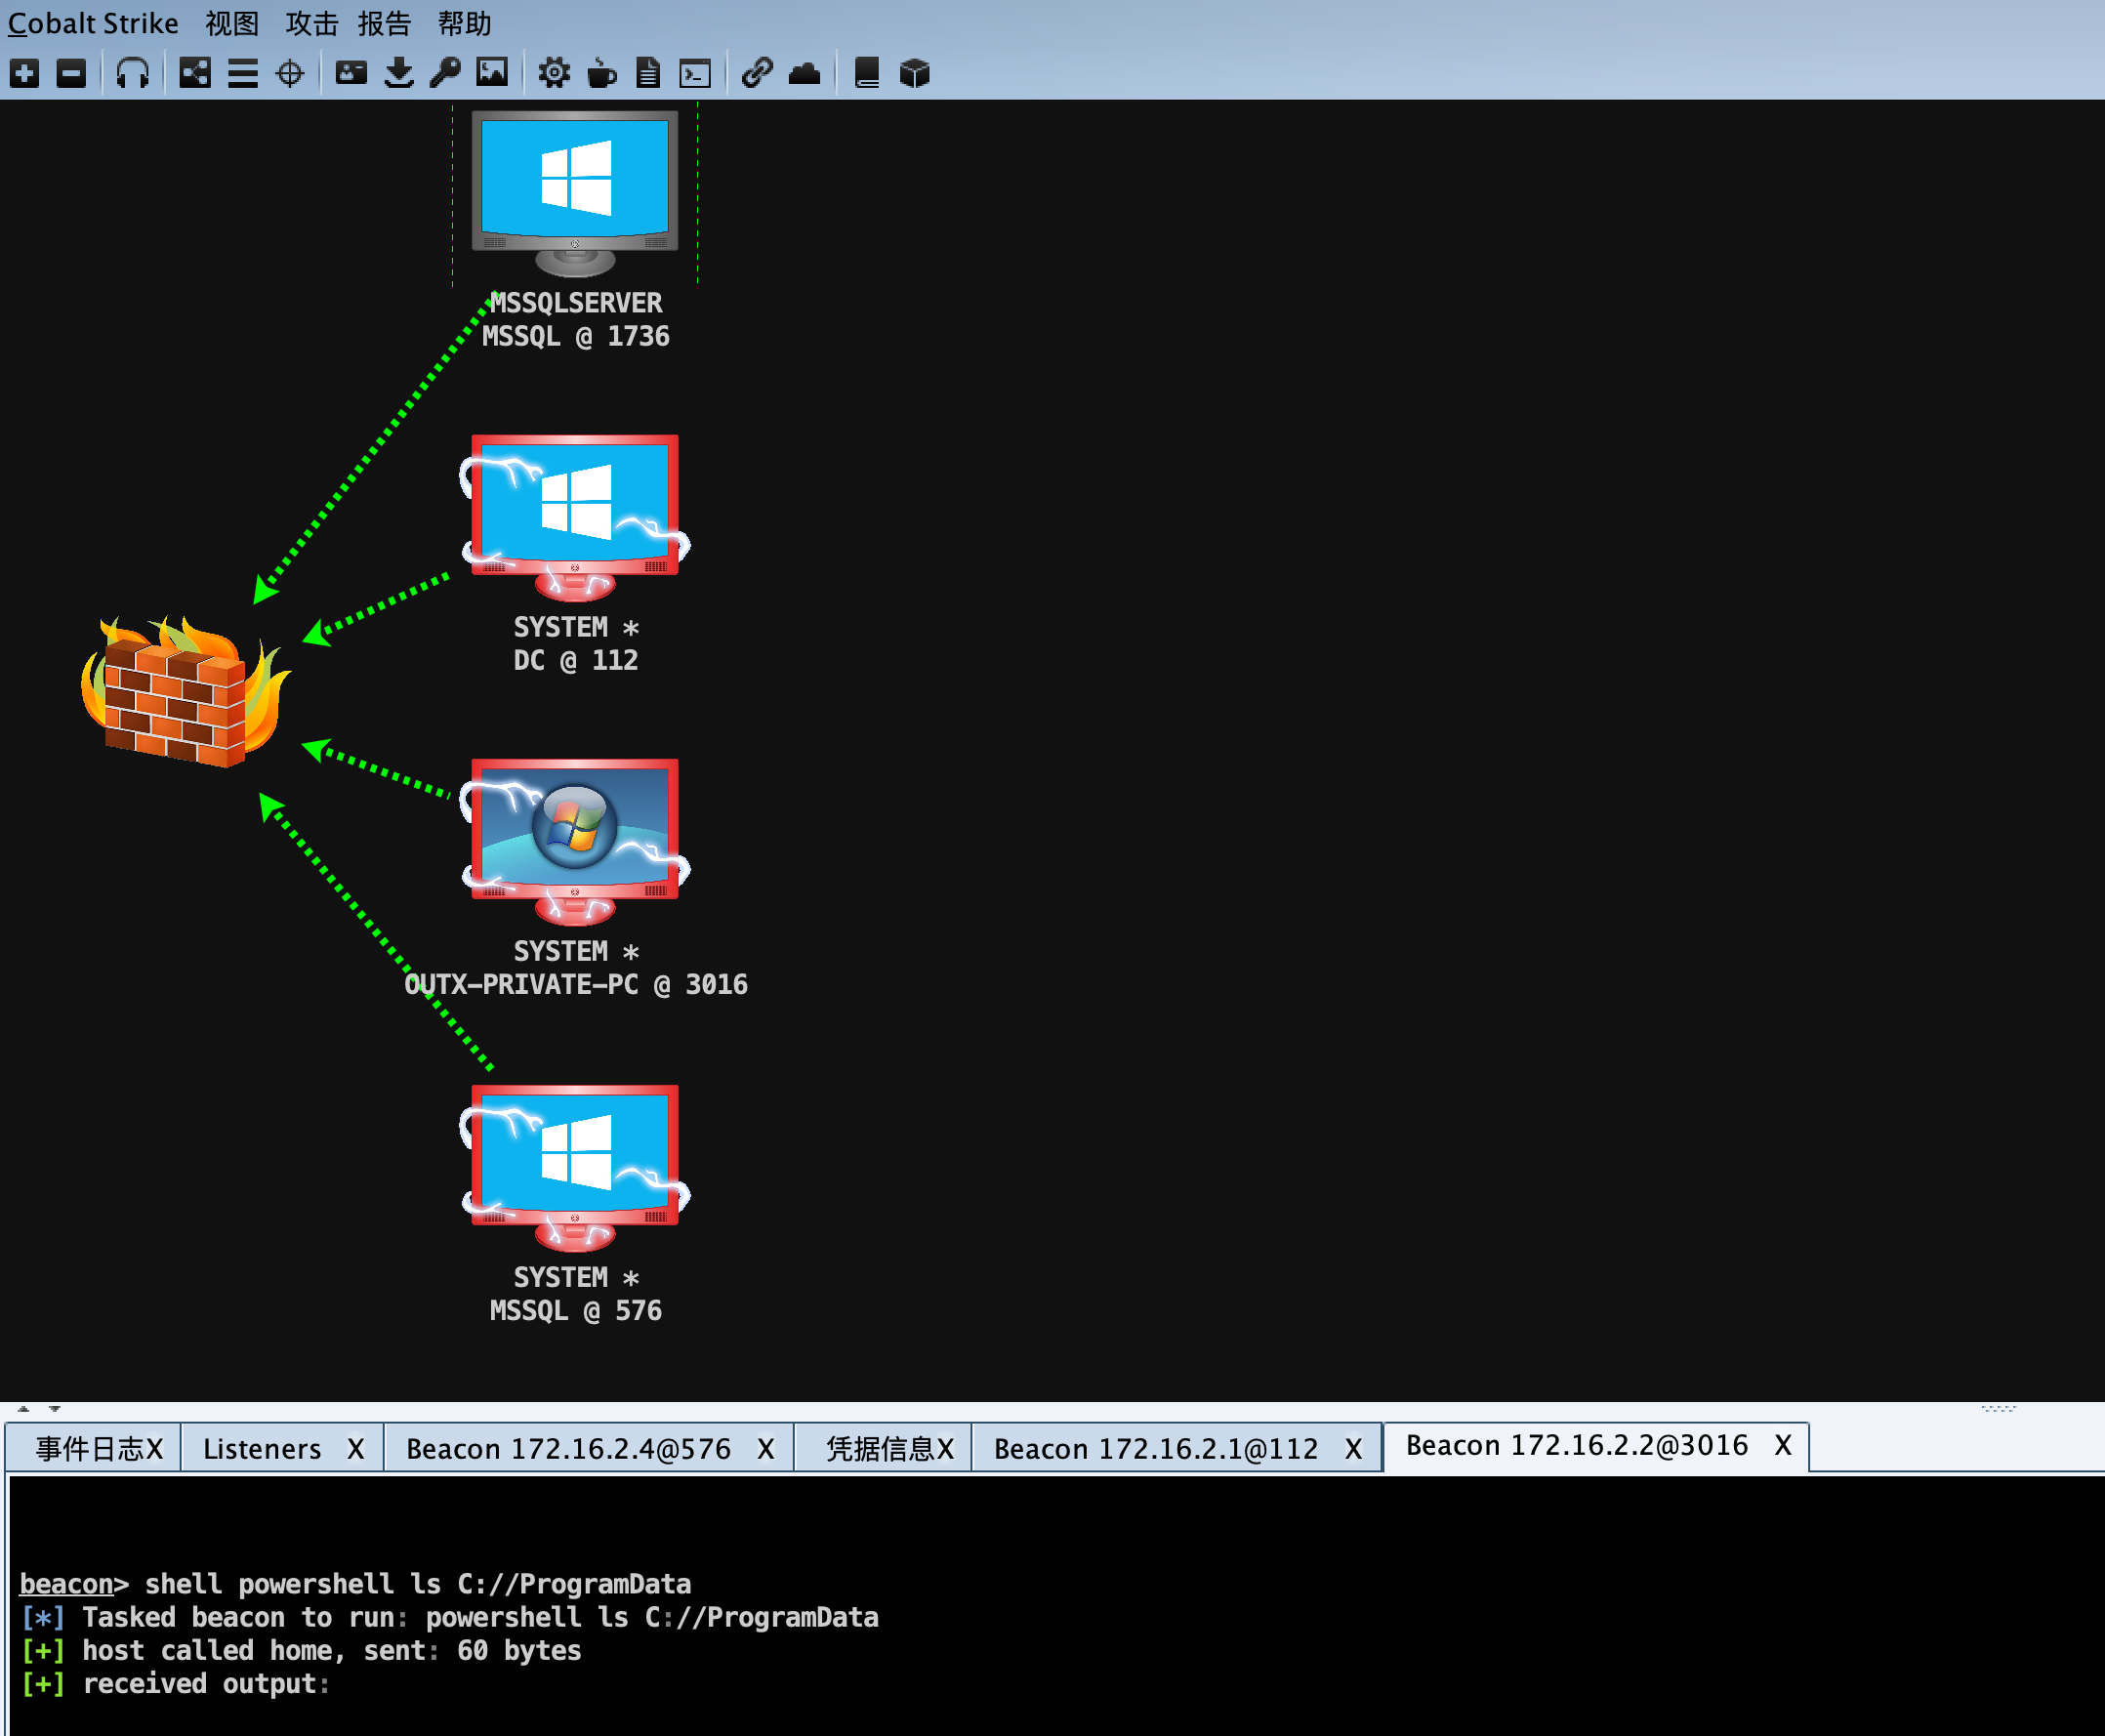 Cobalt Strike 视图 攻击 报告 帮助
MSSQLSERVER
MSSQL @ 1736
SYSTEM *
DC @ 112
SYSTEM *
OUTX-PRIVATE-PC @ 3016
SYSTEM *
MSSQL @ 576
事件日志X Listeners X Beacon 172.16.2.4@576 X 凭据信息X Beacon 172.16.2.1@112 X Beacon 172.16.2.2@3016 X
beacon> shell powershell ls C://ProgramData
[*] Tasked beacon to run: powershell ls C://ProgramData
[+] host called home, sent: 60 bytes
[+] received output: